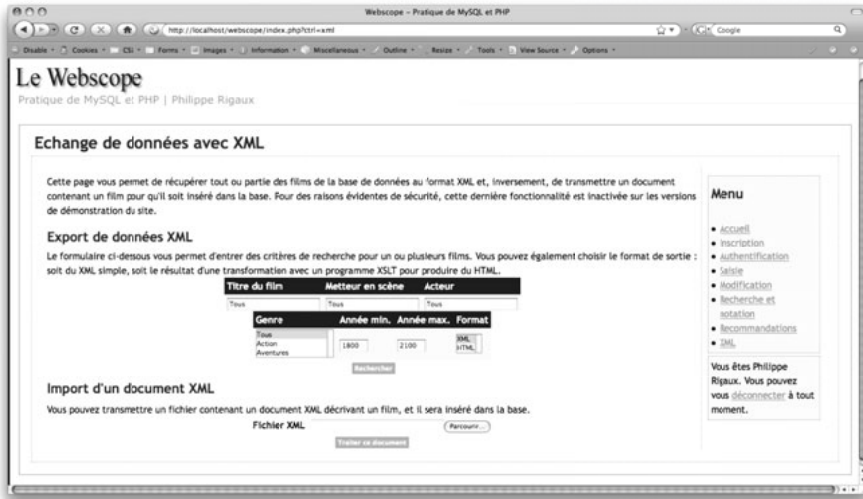 Webscope – Pratique de MySQL et PHP
http://localhost/webscope/index.php?ctrl=xml
Google
Disable Cookies CSS Forms Images Information Miscellaneous Outline Resize Tools View Source Options
Le Webscope
Pratique de MySQL et PHP | Philippe Rigaux
Echange de données avec XML
Cette page vous permet de récupérer tout ou partie des films de la base de données au format XML et, inversement, de transmettre un document
contenant un film pour qu'il soit inséré dans la base. Pour des raisons évidentes de sécurité, cette dernière fonctionnalité est inactivée sur les versions
de démonstration du site.
Export de données XML
Le formulaire ci-dessous vous permet d'entrer des critères de recherche pour un ou plusieurs films. Vous pouvez également choisir le format de sortie :
soit du XML simple, soit le résultat d'une transformation avec un programme XSLT pour produire du HTML.
Titre du film Metteur en scène Acteur
Tous Tous Tous
Genre Année min. Année max. Format
Tous
Action
Aventures
1800 2100
XML
HTML
Rechercher
Import d'un document XML
Vous pouvez transmettre un fichier contenant un document XML décrivant un film, et il sera inséré dans la base.
Fichier XML Parcourir...
Traiter ce document
Menu
Accueil
Inscription
Authentification
Saisie
Modification
Recherche et
notation
Recommandations
XML
Vous êtes Philippe
Rigaux. Vous pouvez
vous déconnecter à tout
moment.